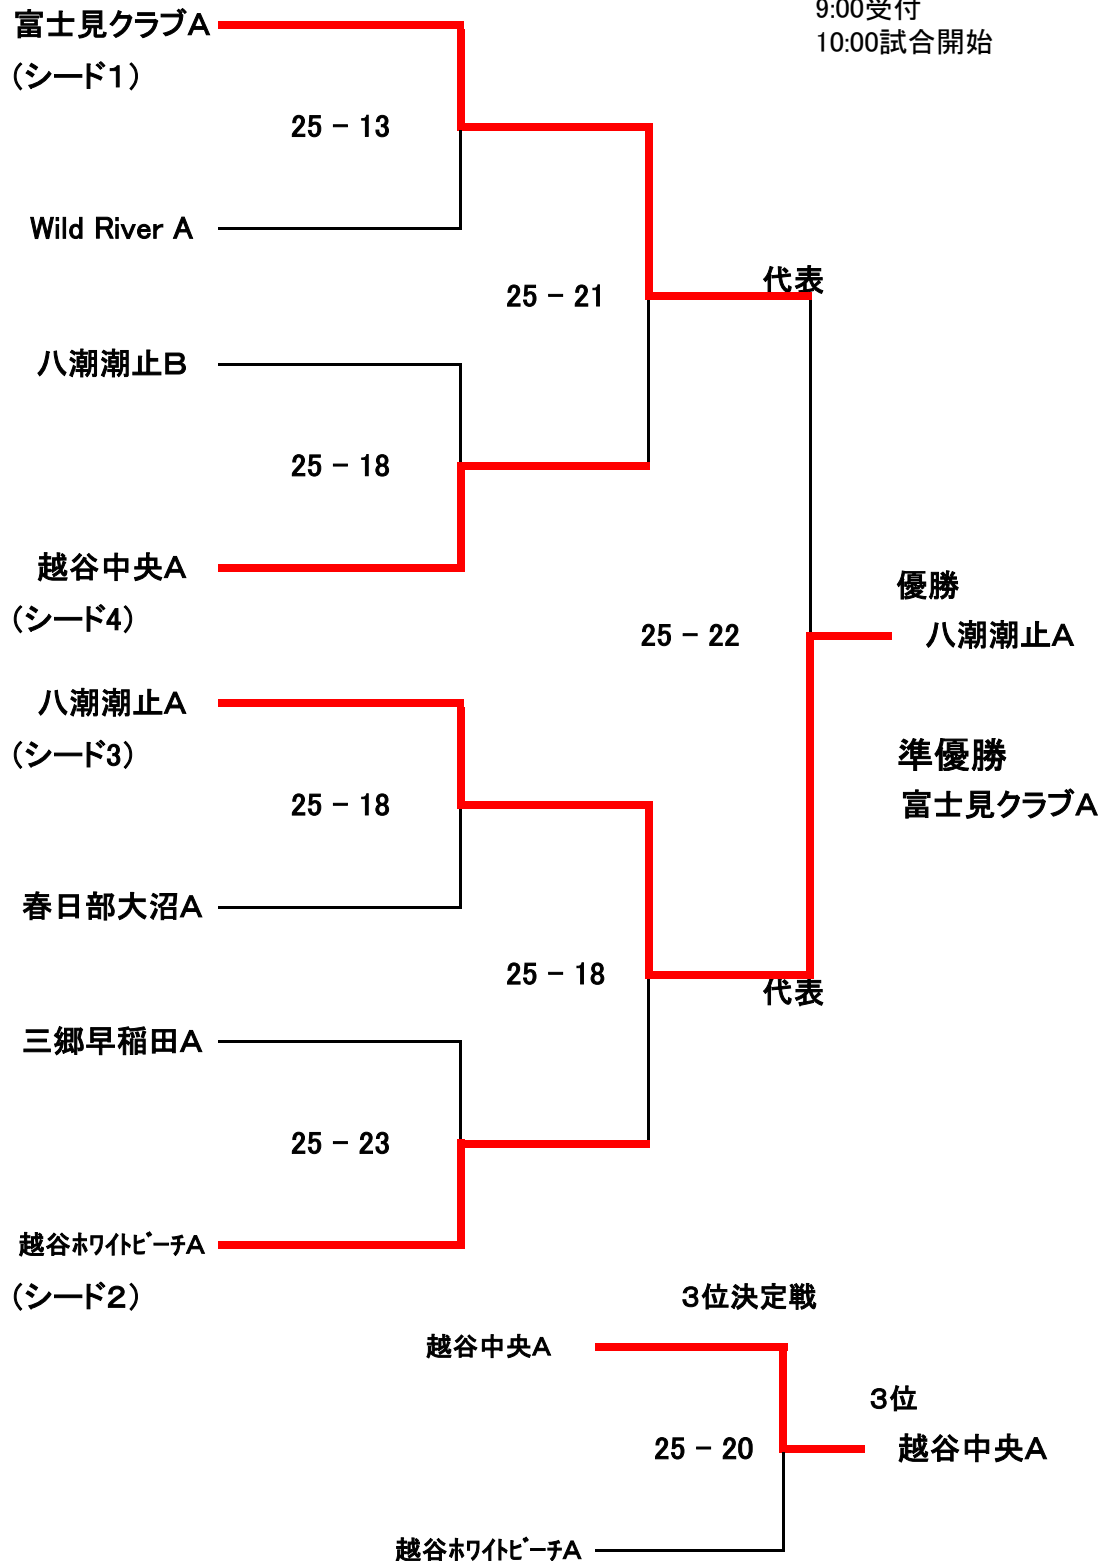 9:00受付
10:00試合開始
富士見クラブA
(シード1)
25 － 13
Wild River A
25 － 21
代表
八潮潮止B
25 － 18
越谷中央A
(シード4)
25 － 22
優勝
八潮潮止A
八潮潮止A
(シード3)
準優勝
富士見クラブA
25 － 18
春日部大沼A
25 － 18
代表
三郷早稲田A
25 － 23
越谷ﾎﾜｲﾄﾋﾞｰﾁA
(シード2)
3位決定戦
越谷中央A
3位
25 － 20
越谷中央A
越谷ﾎﾜｲﾄﾋﾞｰﾁA